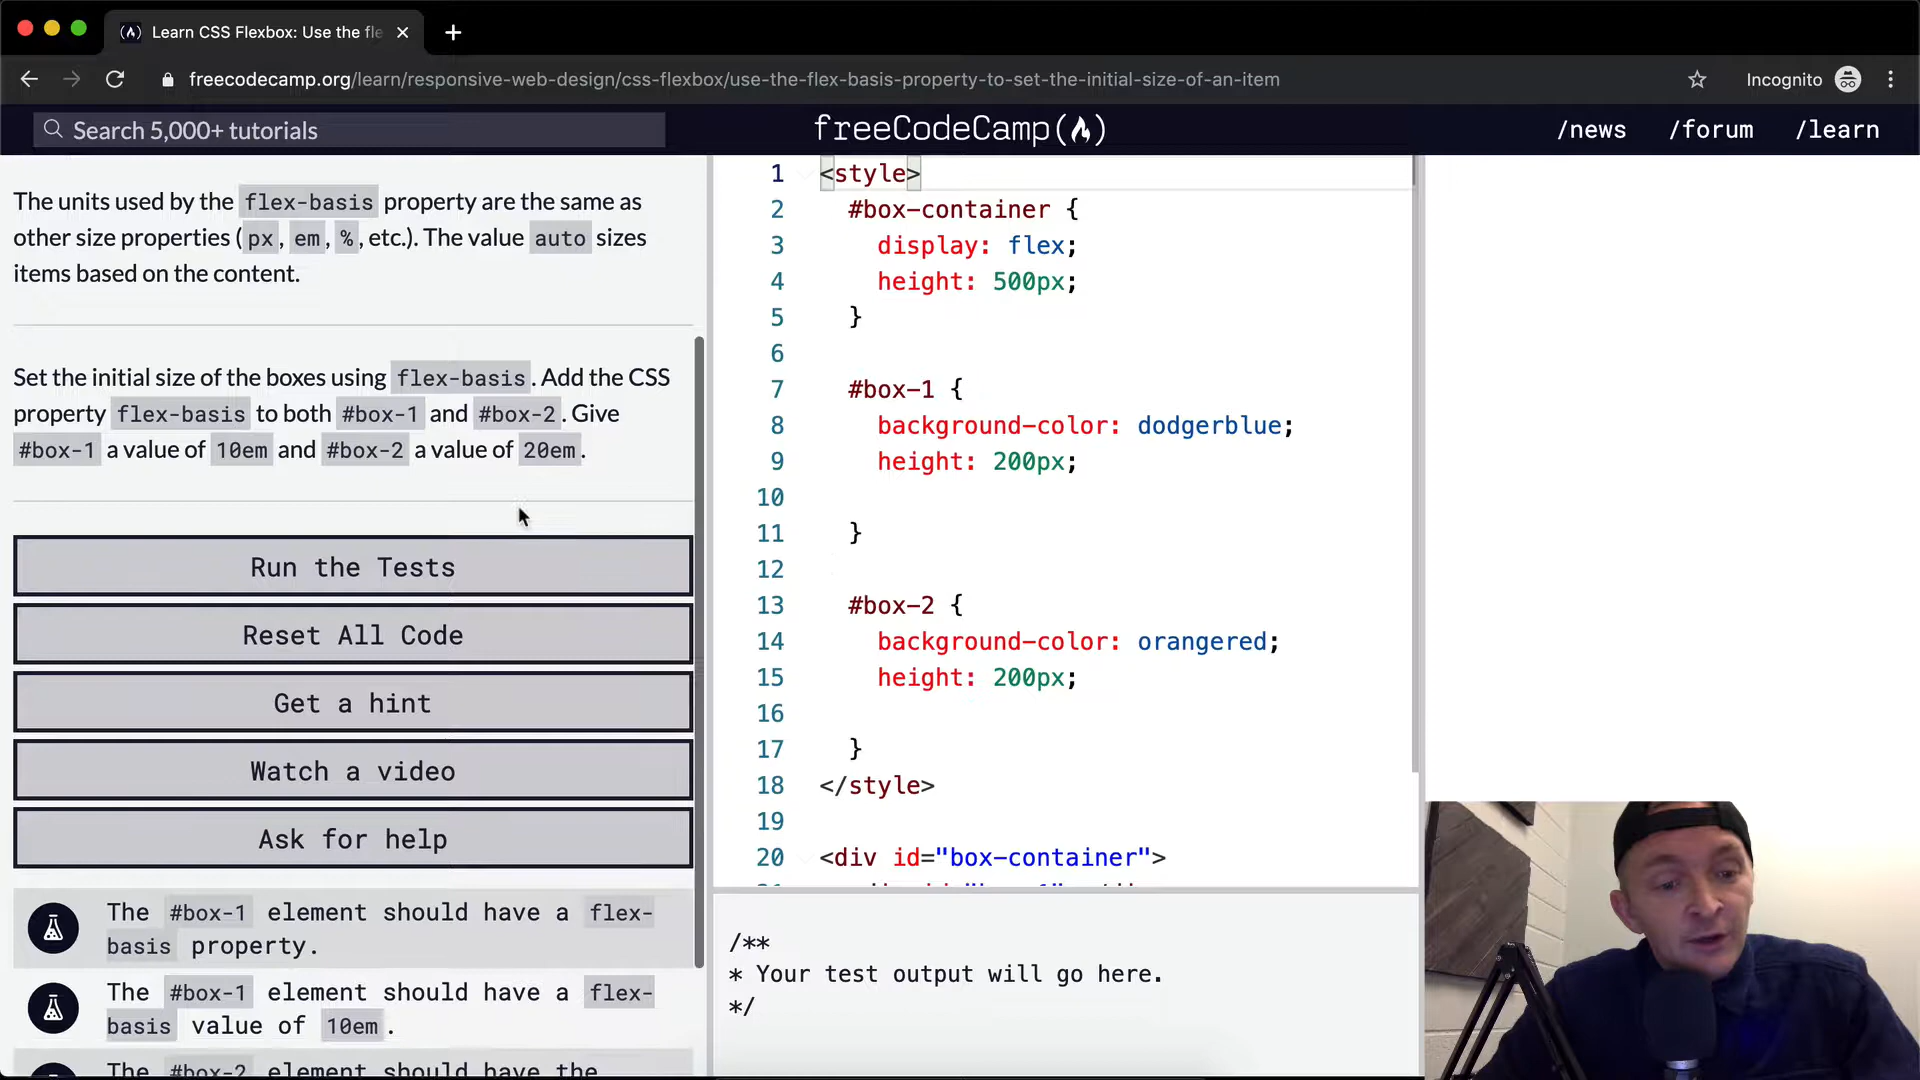 Learn CSS Flexbox: Use the fle
freecodecamp.org/learn/responsive-web-design/css-flexbox/use-the-flex-basis-property-to-set-the-initial-size-of-an-item
Incognito
Search 5,000+ tutorials
freeCodeCamp(🔥)
/news /forum /learn
The units used by the flex-basis property are the same as
other size properties ( px , em , % , etc.). The value auto sizes
items based on the content.
Set the initial size of the boxes using flex-basis . Add the CSS
property flex-basis to both #box-1 and #box-2 . Give
#box-1 a value of 10em and #box-2 a value of 20em .
Run the Tests
Reset All Code
Get a hint
Watch a video
Ask for help
The #box-1 element should have a flex-
basis property.
The #box-1 element should have a flex-
basis value of 10em .
The #box-2 element should have the
1 <style>
2 #box-container {
3 display: flex;
4 height: 500px;
5 }
6
7 #box-1 {
8 background-color: dodgerblue;
9 height: 200px;
10
11 }
12
13 #box-2 {
14 background-color: orangered;
15 height: 200px;
16
17 }
18 </style>
19
20 <div id="box-container">
/**
* Your test output will go here.
*/